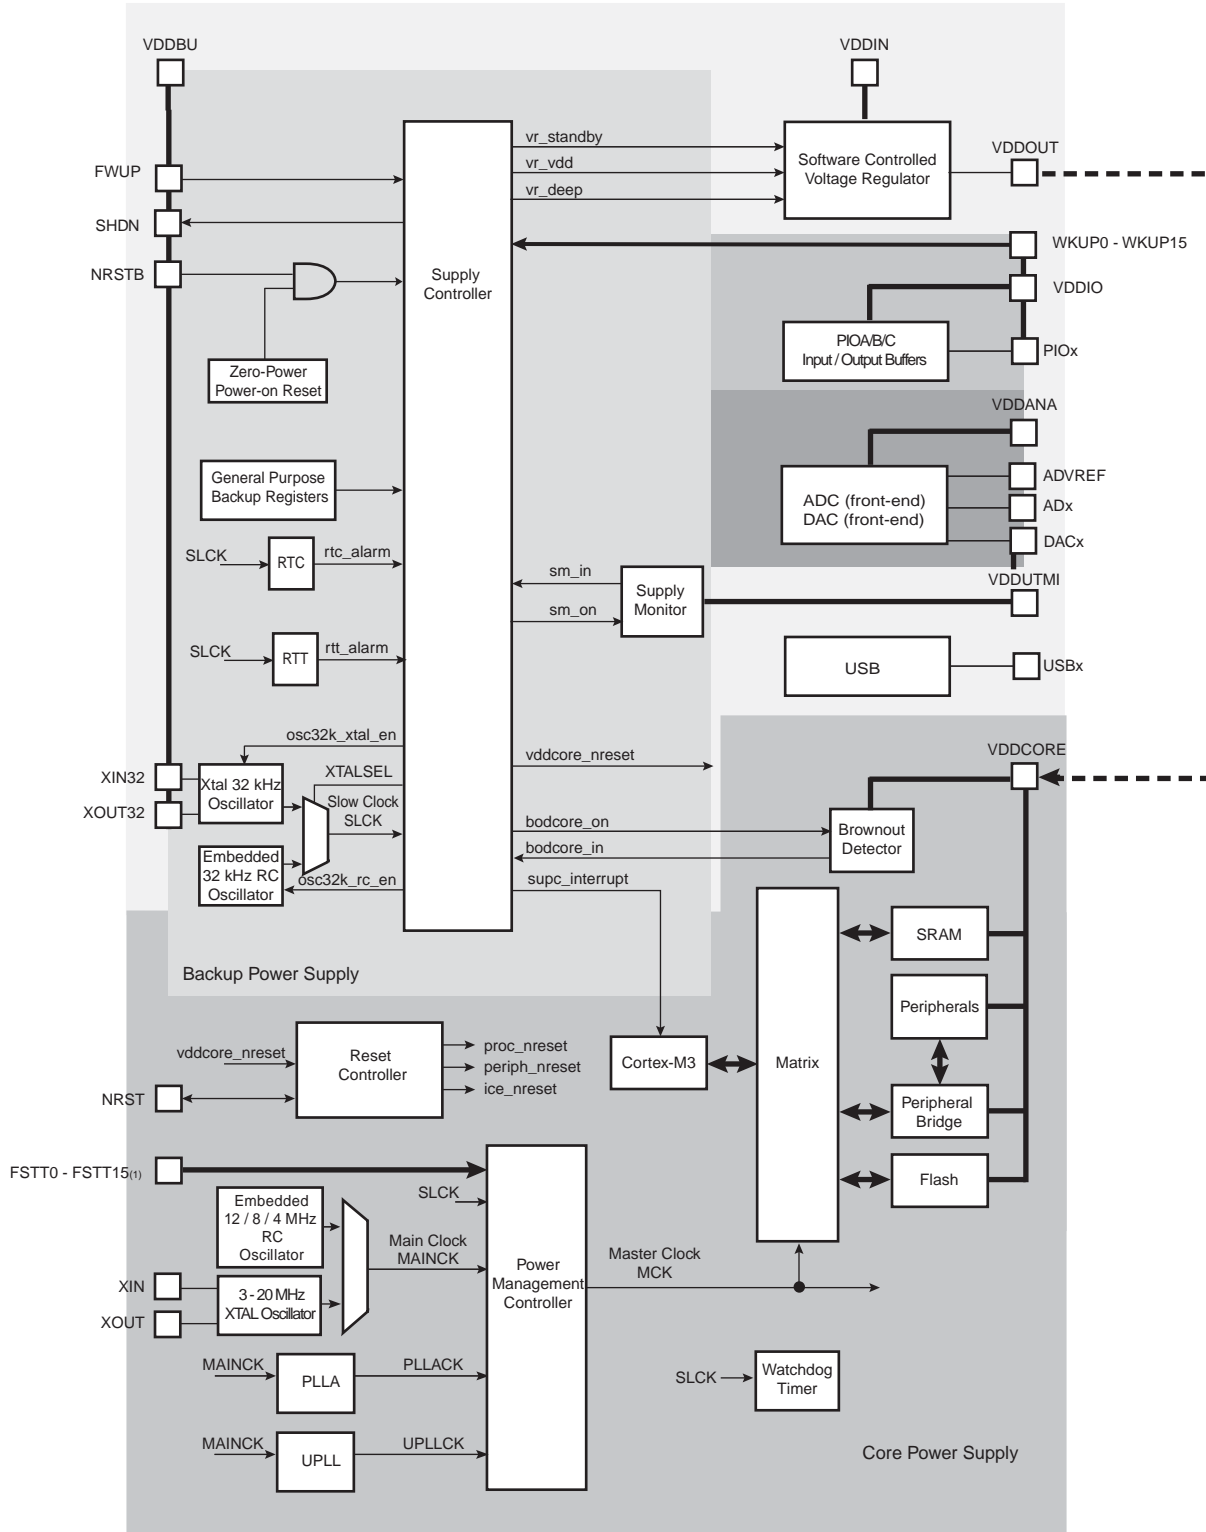 VDDBU
VDDIN
vr_standby
vr_vdd
vr_deep
Software Controlled
Voltage Regulator
VDDOUT
FWUP
SHDN
NRSTB
Supply
Controller
WKUP0 - WKUP15
VDDIO
PIOA/B/C
Input / Output Buffers
PIOx
Zero-Power
Power-on Reset
VDDANA
General Purpose
Backup Registers
ADC (front-end)
DAC (front-end)
ADVREF
ADx
DACx
SLCK
RTC
rtc_alarm
sm_in
sm_on
Supply
Monitor
VDDUTMI
SLCK
RTT
rtt_alarm
USB
USBx
osc32k_xtal_en
vddcore_nreset
VDDCORE
XIN32
XOUT32
Xtal 32 kHz
Oscillator
XTALSEL
Slow Clock
SLCK
bodcore_on
bodcore_in
Brownout
Detector
Embedded
32 kHz RC
Oscillator
osc32k_rc_en
supc_interrupt
Backup Power Supply
SRAM
Peripherals
vddcore_nreset
Reset
Controller
proc_nreset
periph_nreset
ice_nreset
NRST
Cortex-M3
Matrix
Peripheral
Bridge
Flash
FSTT0 - FSTT15(1)
SLCK
Embedded
12 / 8 / 4 MHz
RC
Oscillator
Main Clock
MAINCK
Power
Management
Controller
Master Clock
MCK
XIN
XOUT
3 - 20 MHz
XTAL Oscillator
MAINCK
PLLA
PLLACK
SLCK
Watchdog
Timer
MAINCK
UPLL
UPLLCK
Core Power Supply